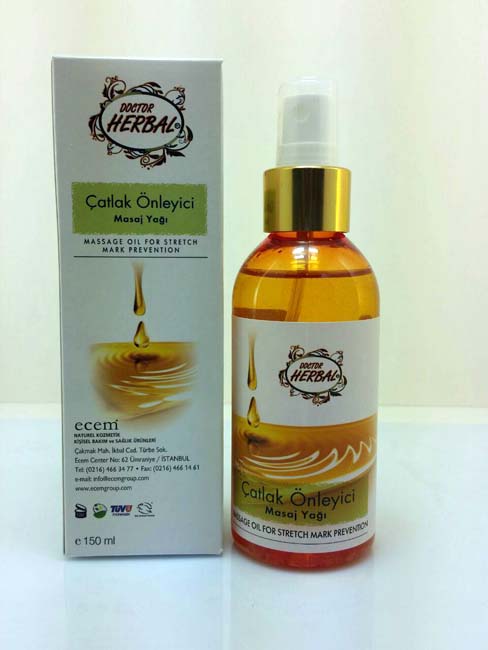 DOCTOR
HERBAL®
Çatlak Önleyici
Masaj Yağı
MASSAGE OIL FOR STRETCH
MARK PREVENTION
ecem
NATUREL KOZMETİK
KİŞİSEL BAKIM ve SAĞLIK ÜRÜNLERİ
Çakmak Mah. İkbal Cad. Türbe Sok.
Ecem Center No: 62 Ümraniye / İSTANBUL
Tel: (0216) 466 34 77 • Fax: (0216) 466 14 61
e-mail: info@ecemgroup.com
www.ecemgroup.com
TUVU
e 150 ml
DOCTOR
HERBAL®
Çatlak Önleyici
Masaj Yağı
MASSAGE OIL FOR STRETCH MARK PREVENTION